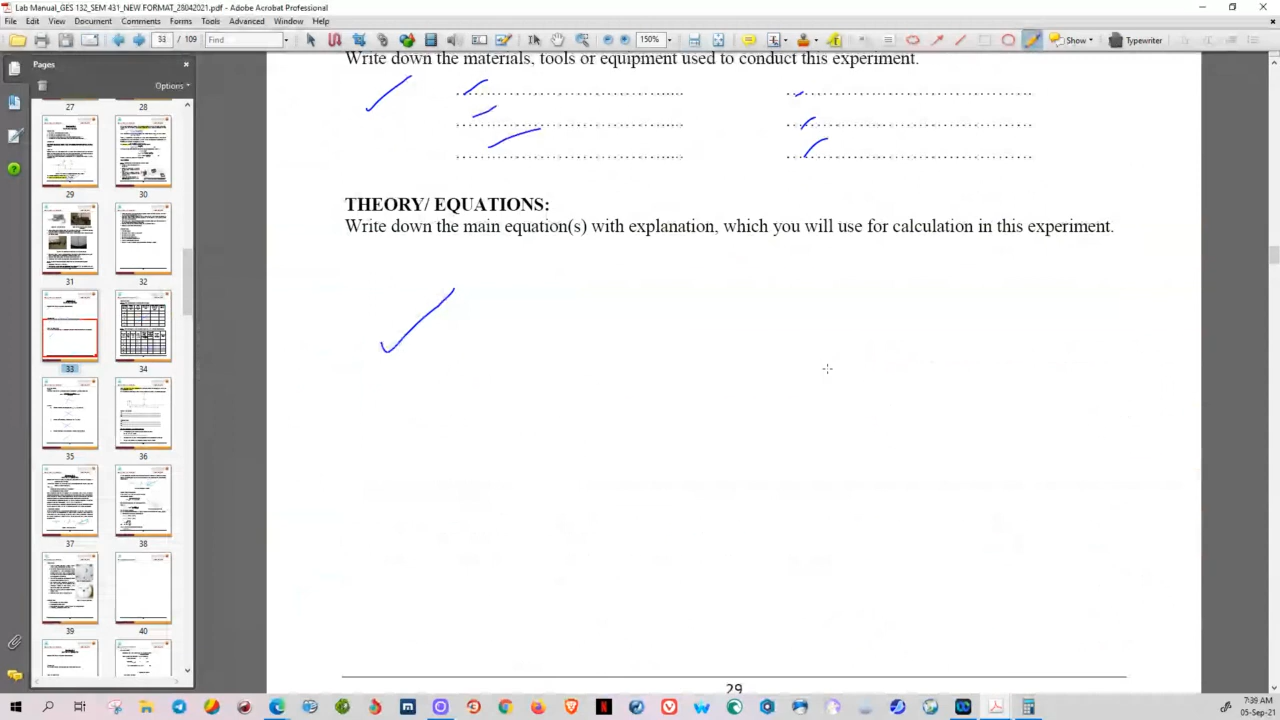 Lab Manual_GES 132_SEM 431_NEW FORMAT_28042021.pdf - Adobe Acrobat Professional
File Edit View Document Comments Forms Tools Advanced Window Help
33 / 109 Find 159% Show Typewriter
Pages
Options
27 28
29 30
31 32
33 34
35 36
37 38
39 40
Write down the materials, tools or equipment used to conduct this experiment.
THEORY/ EQUATIONS:
Write down the main equation(s) with explanation, which you will use for calculation in this experiment.
29
7:39 AM
05-Sep-21